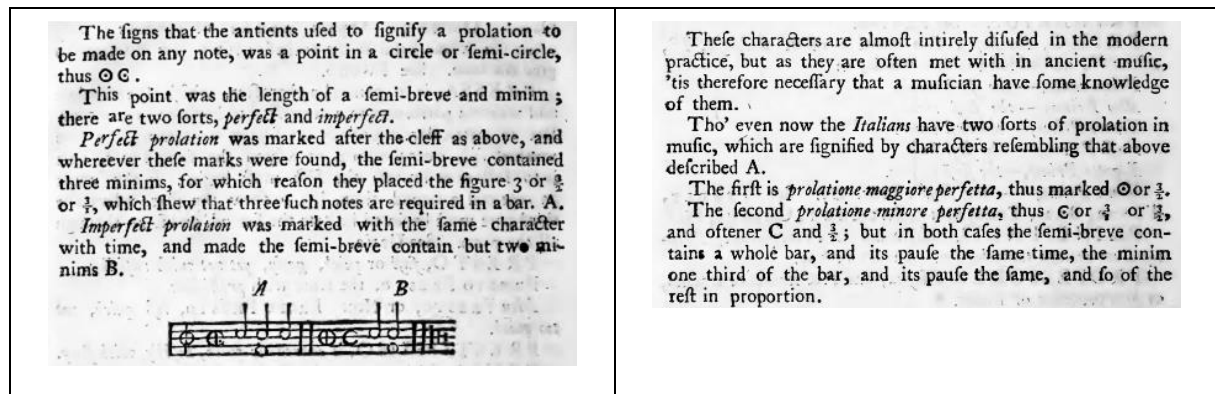 The ſigns that the antients uſed to ſignify a prolation to
be made on any note, was a point in a circle or ſemi-circle,
thus ʘ ☪.
This point was the length of a ſemi-breve and minim ;
there are two ſorts, perfect and imperfect.
Perfect prolation was marked after the cleff as above, and
whereever theſe marks were found, the ſemi-breve contained
three minims, for which reaſon they placed the figure 3 or 3/2
or 3/1, which ſhew that three ſuch notes are required in a bar. A.
Imperfect prolation was marked with the ſame character
with time, and made the ſemi-breve contain but two mi-
nims B.
A B
Theſe characters are almoſt intirely diſuſed in the modern
practice, but as they are often met with in ancient muſic,
'tis therefore neceſſary that a muſician have ſome knowledge
of them.
Tho' even now the Italians have two ſorts of prolation in
muſic, which are ſignified by characters reſembling that above
deſcribed A.
The firſt is prolatione maggiore perfetta, thus marked ʘ or 3/1.
The ſecond prolatione minore perfetta, thus ☪ or 3/4 or 3/2,
and oftener C and 3/2 ; but in both caſes the ſemi-breve con-
tains a whole bar, and its pauſe the ſame time, the minim
one third of the bar, and its pauſe the ſame, and ſo of the
reſt in proportion.